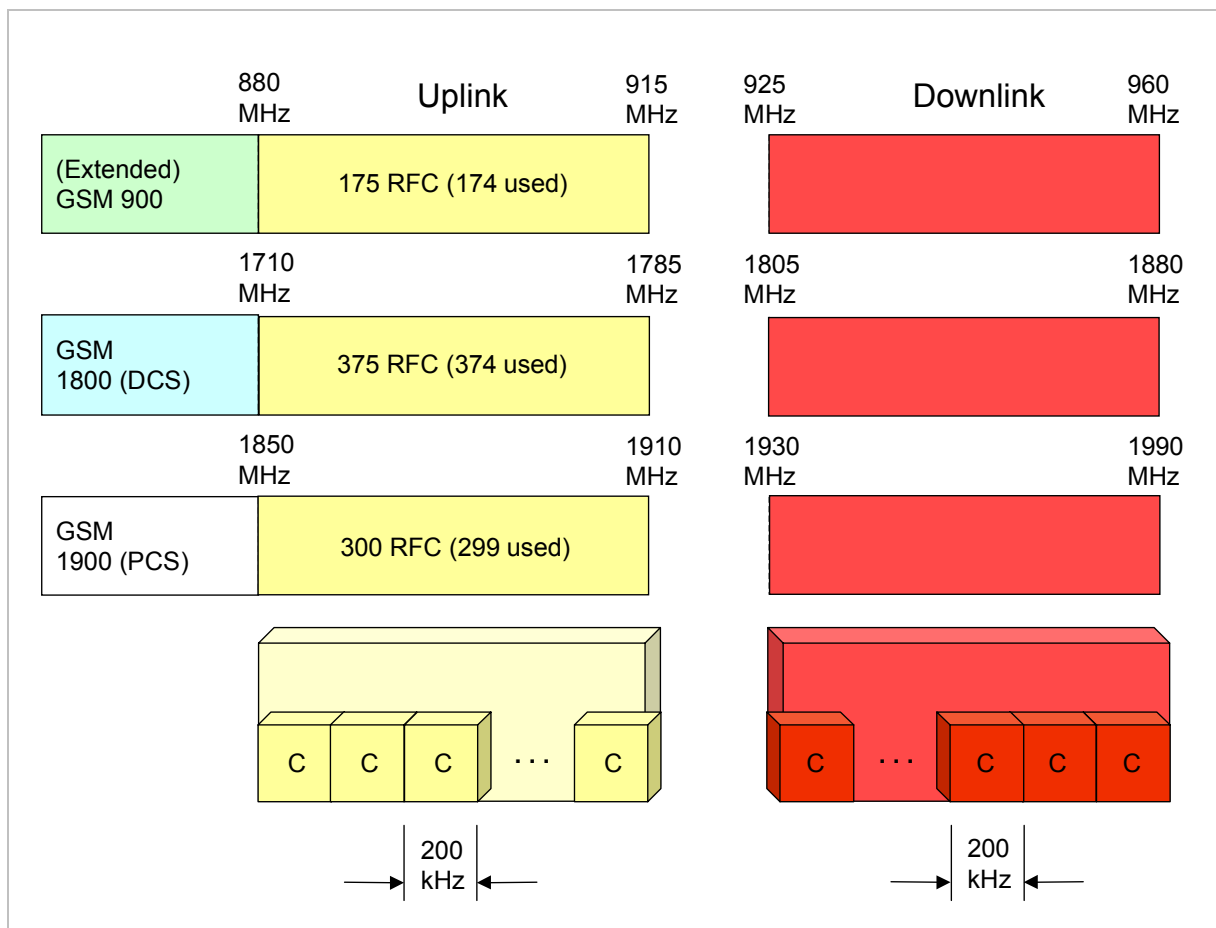 880
MHz
Uplink
915
MHz
925
MHz
Downlink
960
MHz
(Extended)
GSM 900
175 RFC (174 used)
1710
MHz
1785
MHz
1805
MHz
1880
MHz
GSM
1800 (DCS)
375 RFC (374 used)
1850
MHz
1910
MHz
1930
MHz
1990
MHz
GSM
1900 (PCS)
300 RFC (299 used)
C C C ... C
C ... C C C
200
kHz
200
kHz